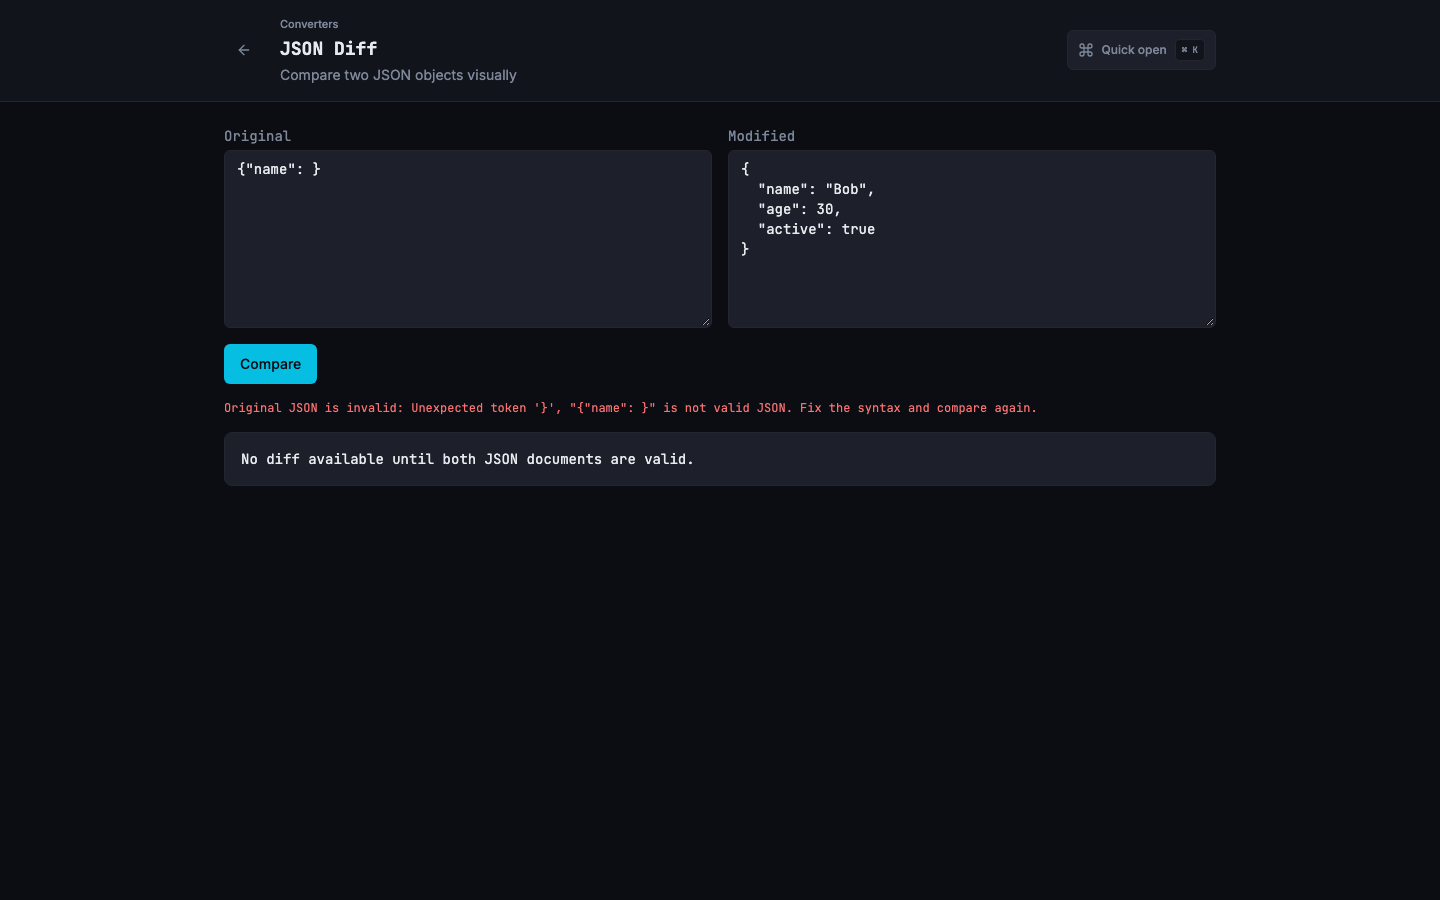 Converters
JSON Diff
Compare two JSON objects visually
Quick open ⌘ K
Original
{"name": }
Modified
{
  "name": "Bob",
  "age": 30,
  "active": true
}
Compare
Original JSON is invalid: Unexpected token '}', "{"name": }" is not valid JSON. Fix the syntax and compare again.
No diff available until both JSON documents are valid.